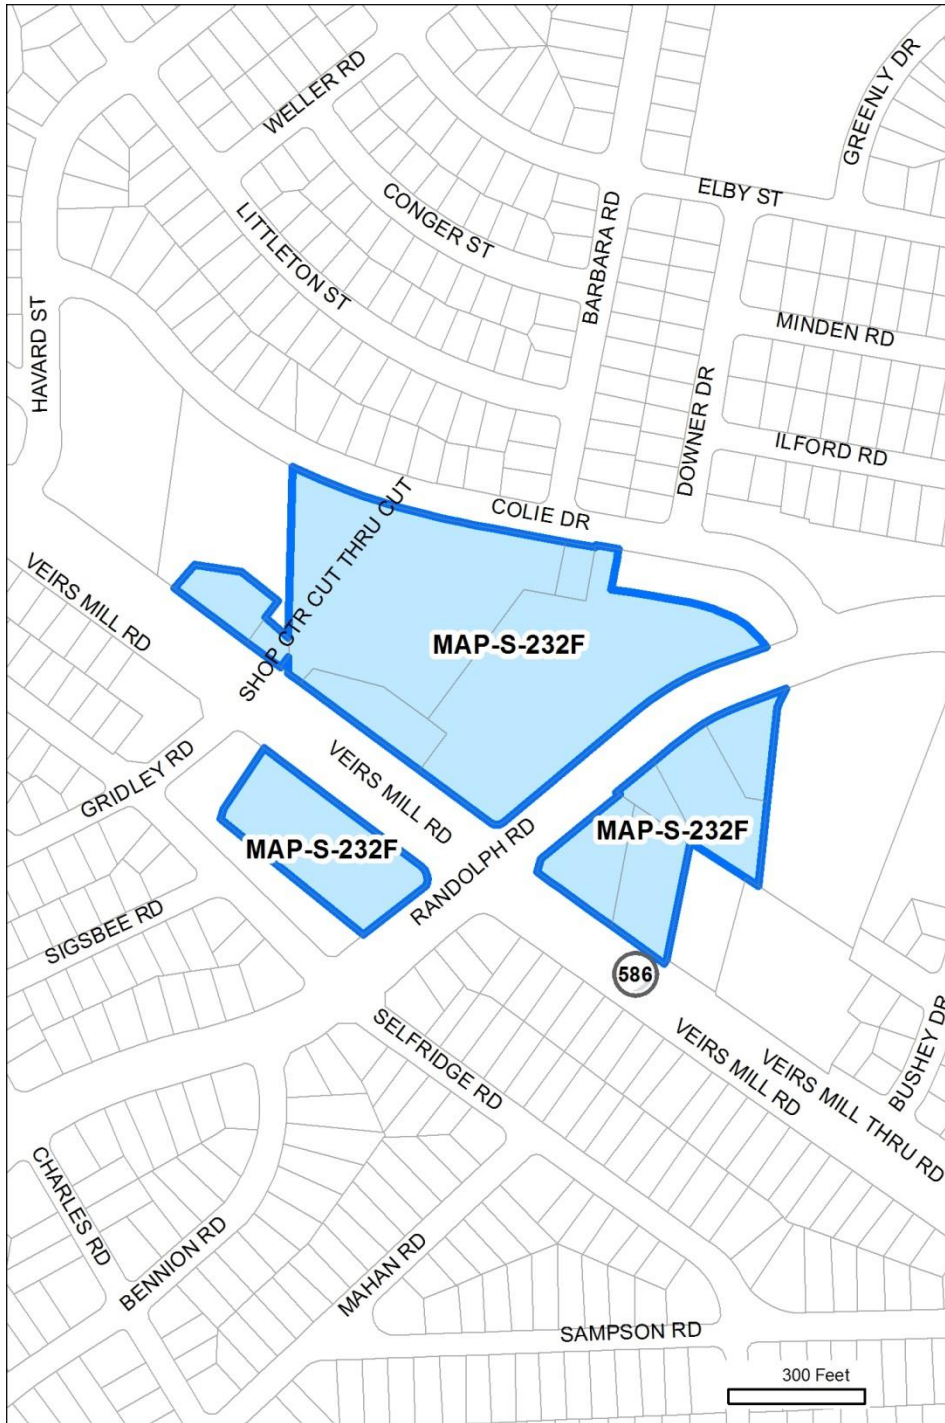 WELLER RD
GREENLY DR
ELBY ST
CONGER ST
BARBARA RD
LITTLETON ST
MINDEN RD
HAVARD ST
DOWNER DR
ILFORD RD
COLIE DR
SHOP CTR CUT THRU CUT
VEIRS MILL RD
MAP-S-232F
GRIDLEY RD
VEIRS MILL RD
MAP-S-232F
MAP-S-232F
RANDOLPH RD
SIGSBEE RD
586
SELFRIDGE RD
VEIRS MILL RD
VEIRS MILL THRU RD
BUSHEY DR
CHARLES RD
BENNION RD
MAHAN RD
SAMPSON RD
300 Feet